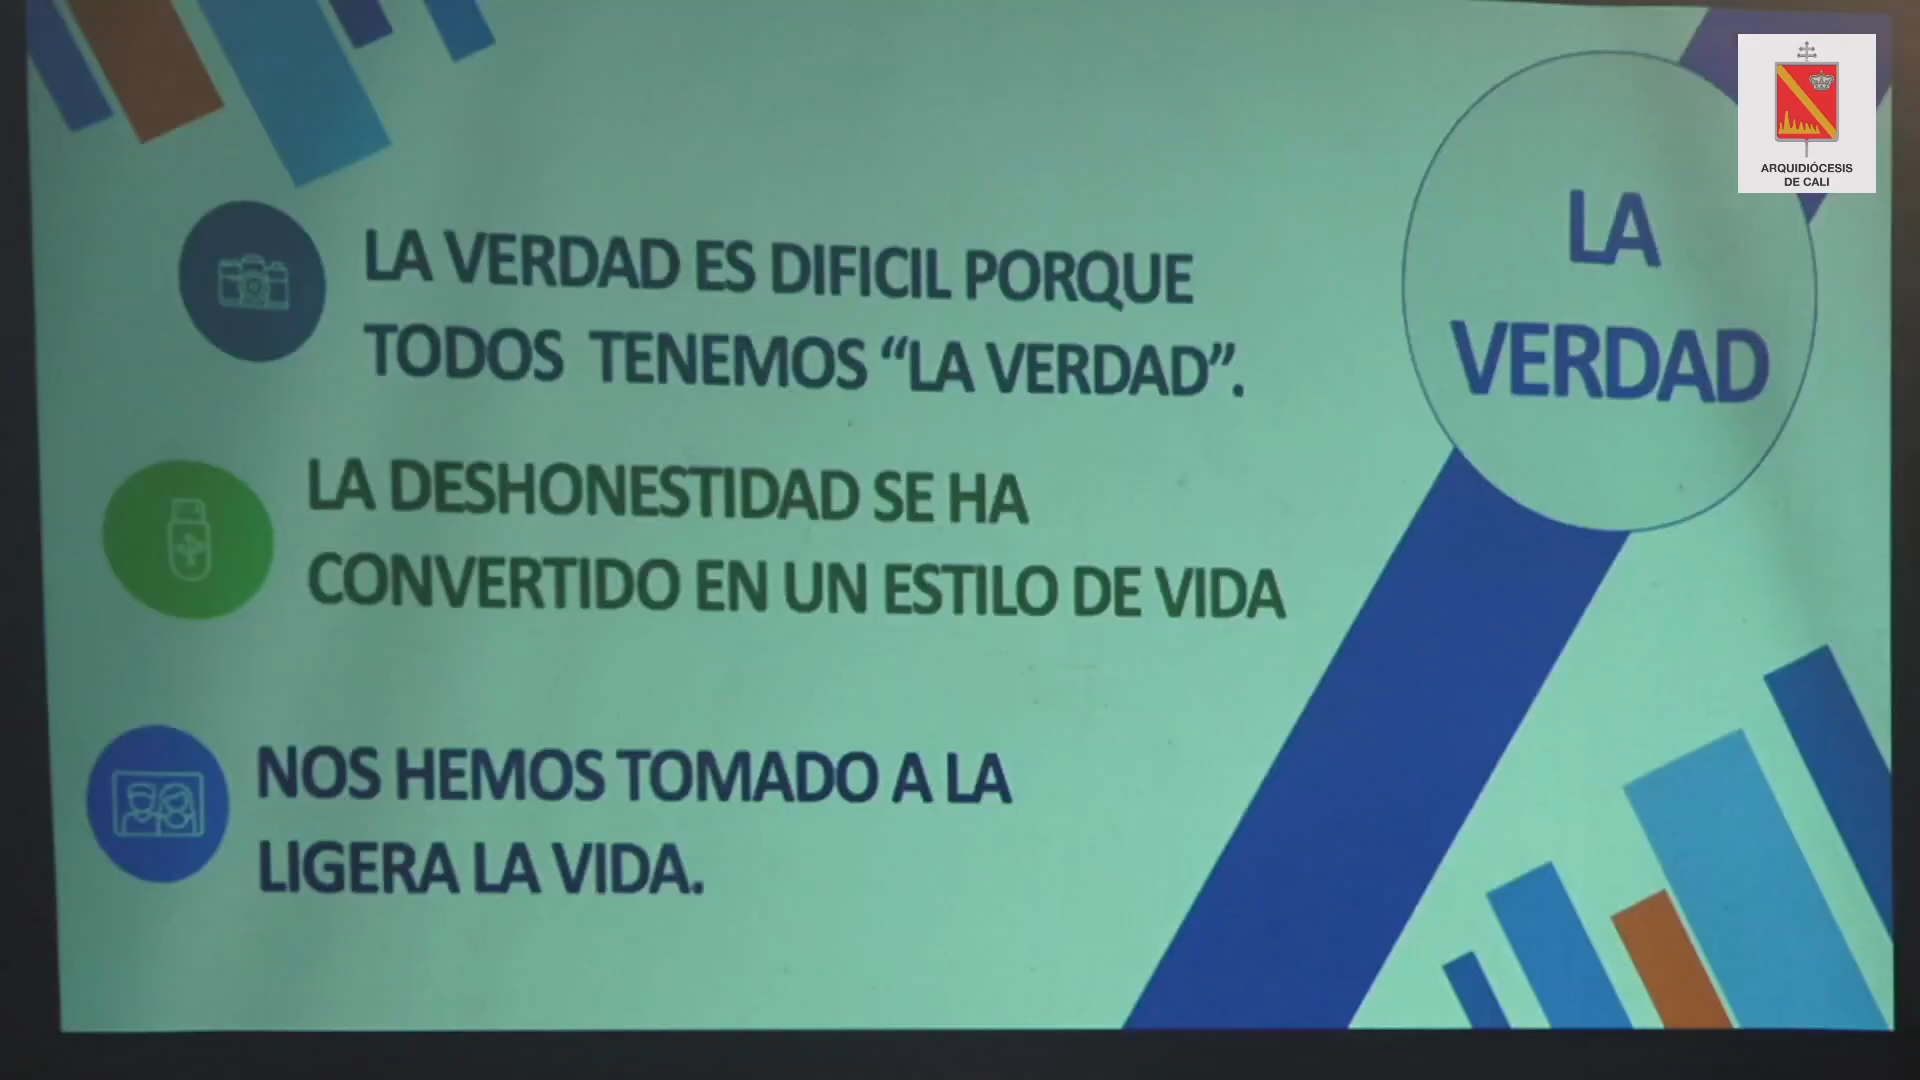 ARQUIDIÓCESIS
DE CALI
LA
VERDAD
LA VERDAD ES DIFICIL PORQUE
TODOS TENEMOS “LA VERDAD”.
LA DESHONESTIDAD SE HA
CONVERTIDO EN UN ESTILO DE VIDA
NOS HEMOS TOMADO A LA
LIGERA LA VIDA.